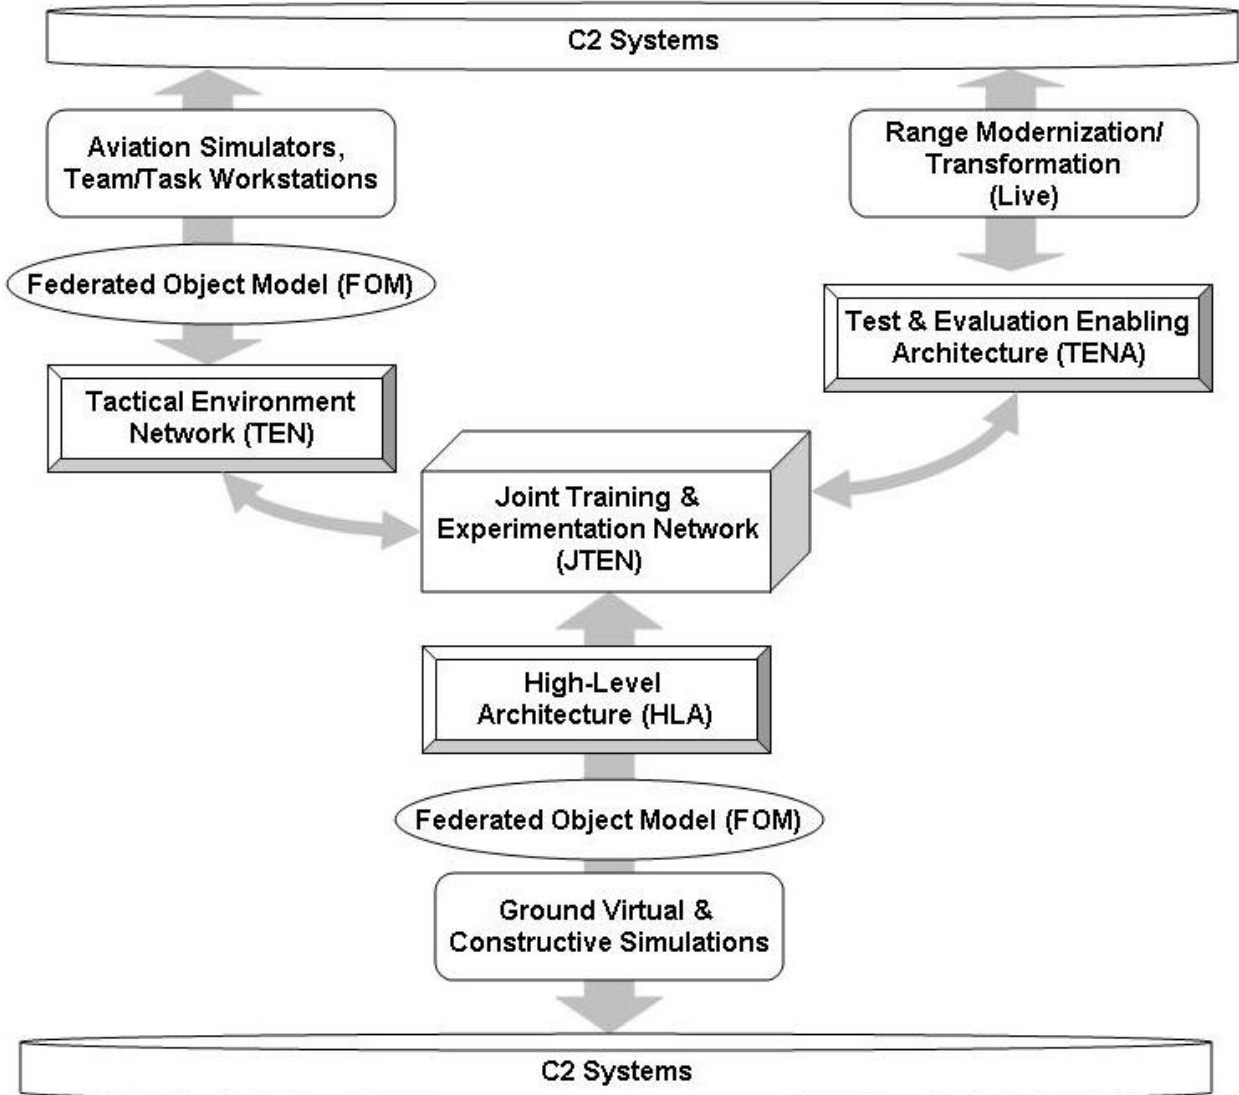 C2 Systems
Aviation Simulators,
Team/Task Workstations
Range Modernization/
Transformation
(Live)
Federated Object Model (FOM)
Test & Evaluation Enabling
Architecture (TENA)
Tactical Environment
Network (TEN)
Joint Training &
Experimentation Network
(JTEN)
High-Level
Architecture (HLA)
Federated Object Model (FOM)
Ground Virtual &
Constructive Simulations
C2 Systems